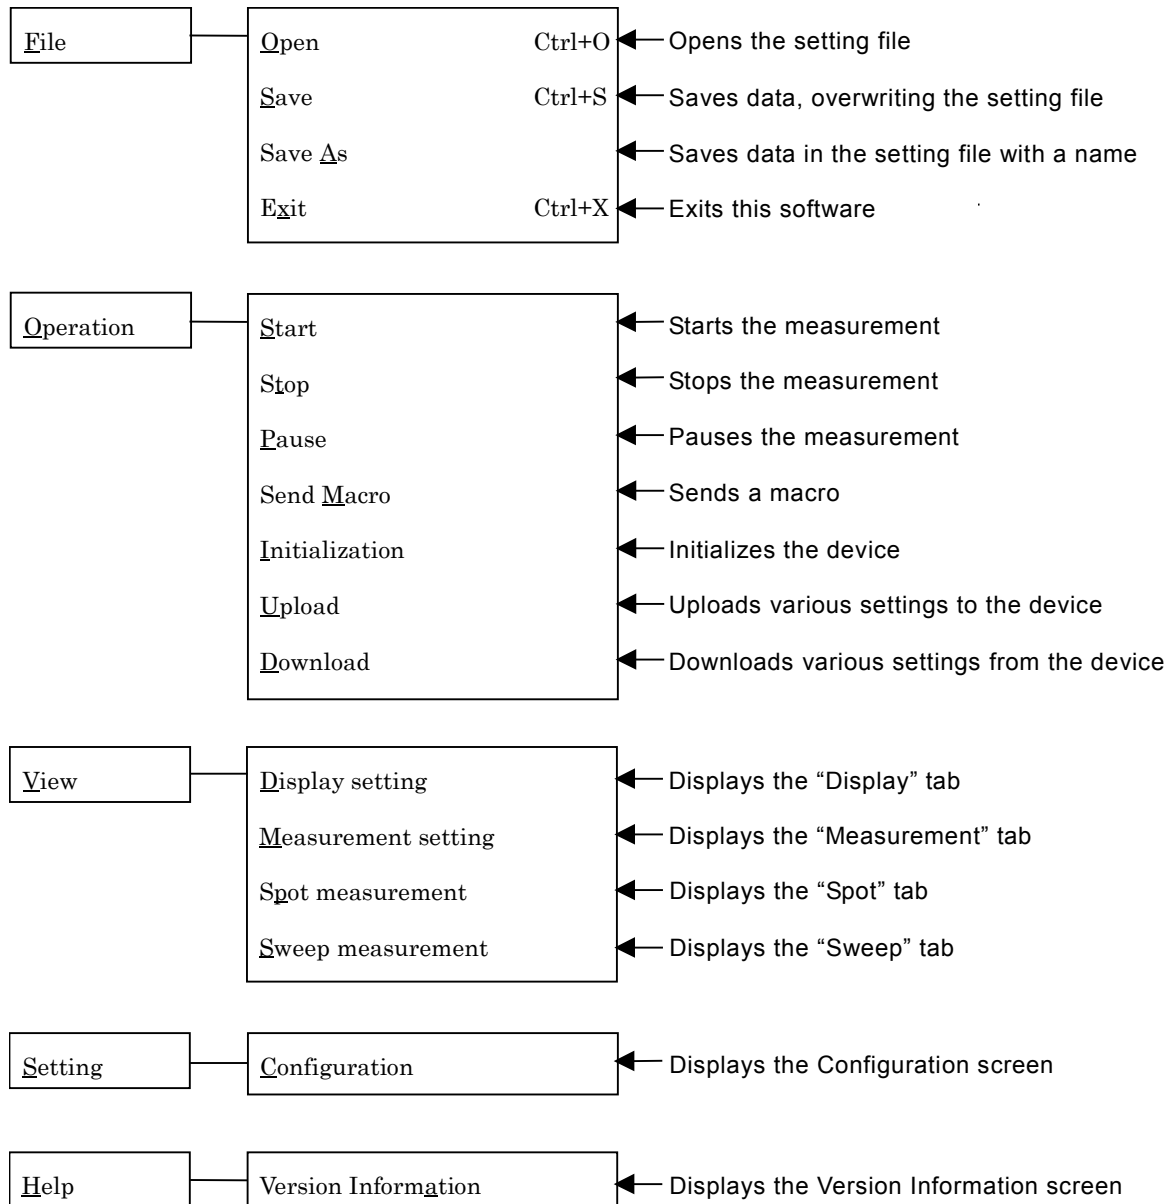 File Open Ctrl+O Opens the setting file
Save Ctrl+S Saves data, overwriting the setting file
Save As Saves data in the setting file with a name
Exit Ctrl+X Exits this software
Operation Start Starts the measurement
Stop Stops the measurement
Pause Pauses the measurement
Send Macro Sends a macro
Initialization Initializes the device
Upload Uploads various settings to the device
Download Downloads various settings from the device
View Display setting Displays the “Display” tab
Measurement setting Displays the “Measurement” tab
Spot measurement Displays the “Spot” tab
Sweep measurement Displays the “Sweep” tab
Setting Configuration Displays the Configuration screen
Help Version Information Displays the Version Information screen